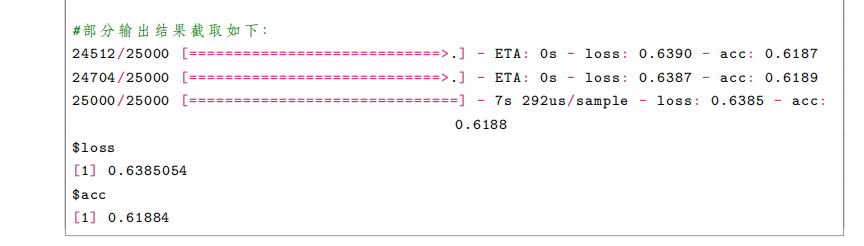 #部分输出结果截取如下:
24512/25000 [============================>.] - ETA: 0s - loss: 0.6390 - acc: 0.6187
24704/25000 [============================>.] - ETA: 0s - loss: 0.6387 - acc: 0.6189
25000/25000 [==============================] - 7s 292us/sample - loss: 0.6385 - acc:
0.6188
$loss
[1] 0.6385054
$acc
[1] 0.61884